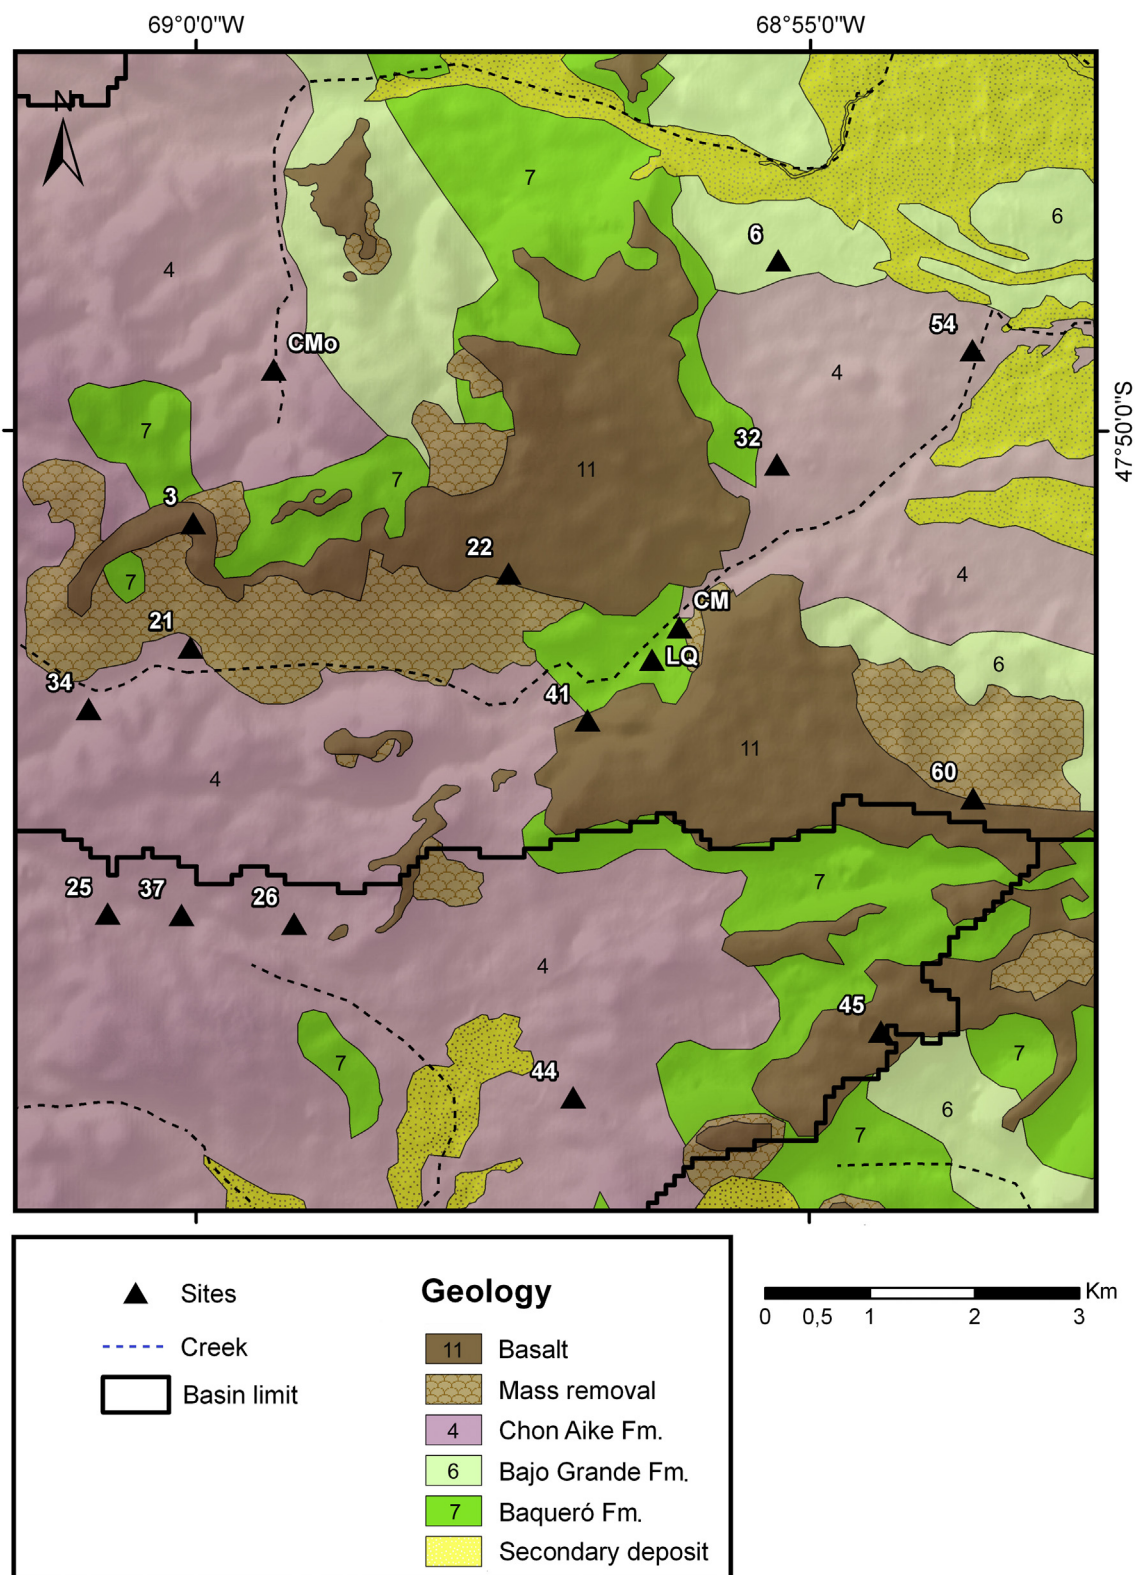 69°0'0"W 68°55'0"W
N
7
6
6
4
54
CMo
4
47°50'0"S
7
32
11
7
3
22
4
7
CM
21
LQ
6
34
41
11
4
60
25 37 26
7
4
45
7
7
44
6
7
Sites
Creek
Basin limit
Geology
11 Basalt
Mass removal
4 Chon Aike Fm.
6 Bajo Grande Fm.
7 Baqueró Fm.
Secondary deposit
Km
0 0,5 1 2 3